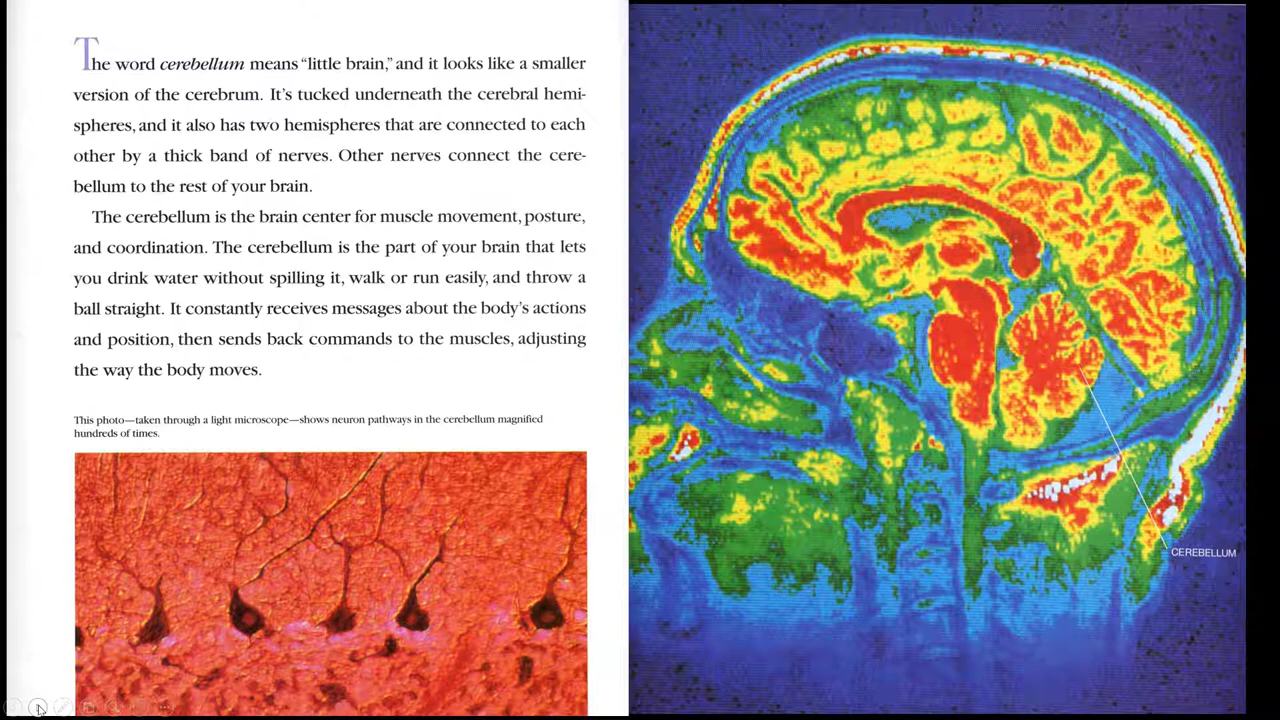 The word cerebellum means “little brain,” and it looks like a smaller
version of the cerebrum. It’s tucked underneath the cerebral hemi-
spheres, and it also has two hemispheres that are connected to each
other by a thick band of nerves. Other nerves connect the cere-
bellum to the rest of your brain.
The cerebellum is the brain center for muscle movement, posture,
and coordination. The cerebellum is the part of your brain that lets
you drink water without spilling it, walk or run easily, and throw a
ball straight. It constantly receives messages about the body’s actions
and position, then sends back commands to the muscles, adjusting
the way the body moves.
This photo—taken through a light microscope—shows neuron pathways in the cerebellum magnified
hundreds of times.
CEREBELLUM